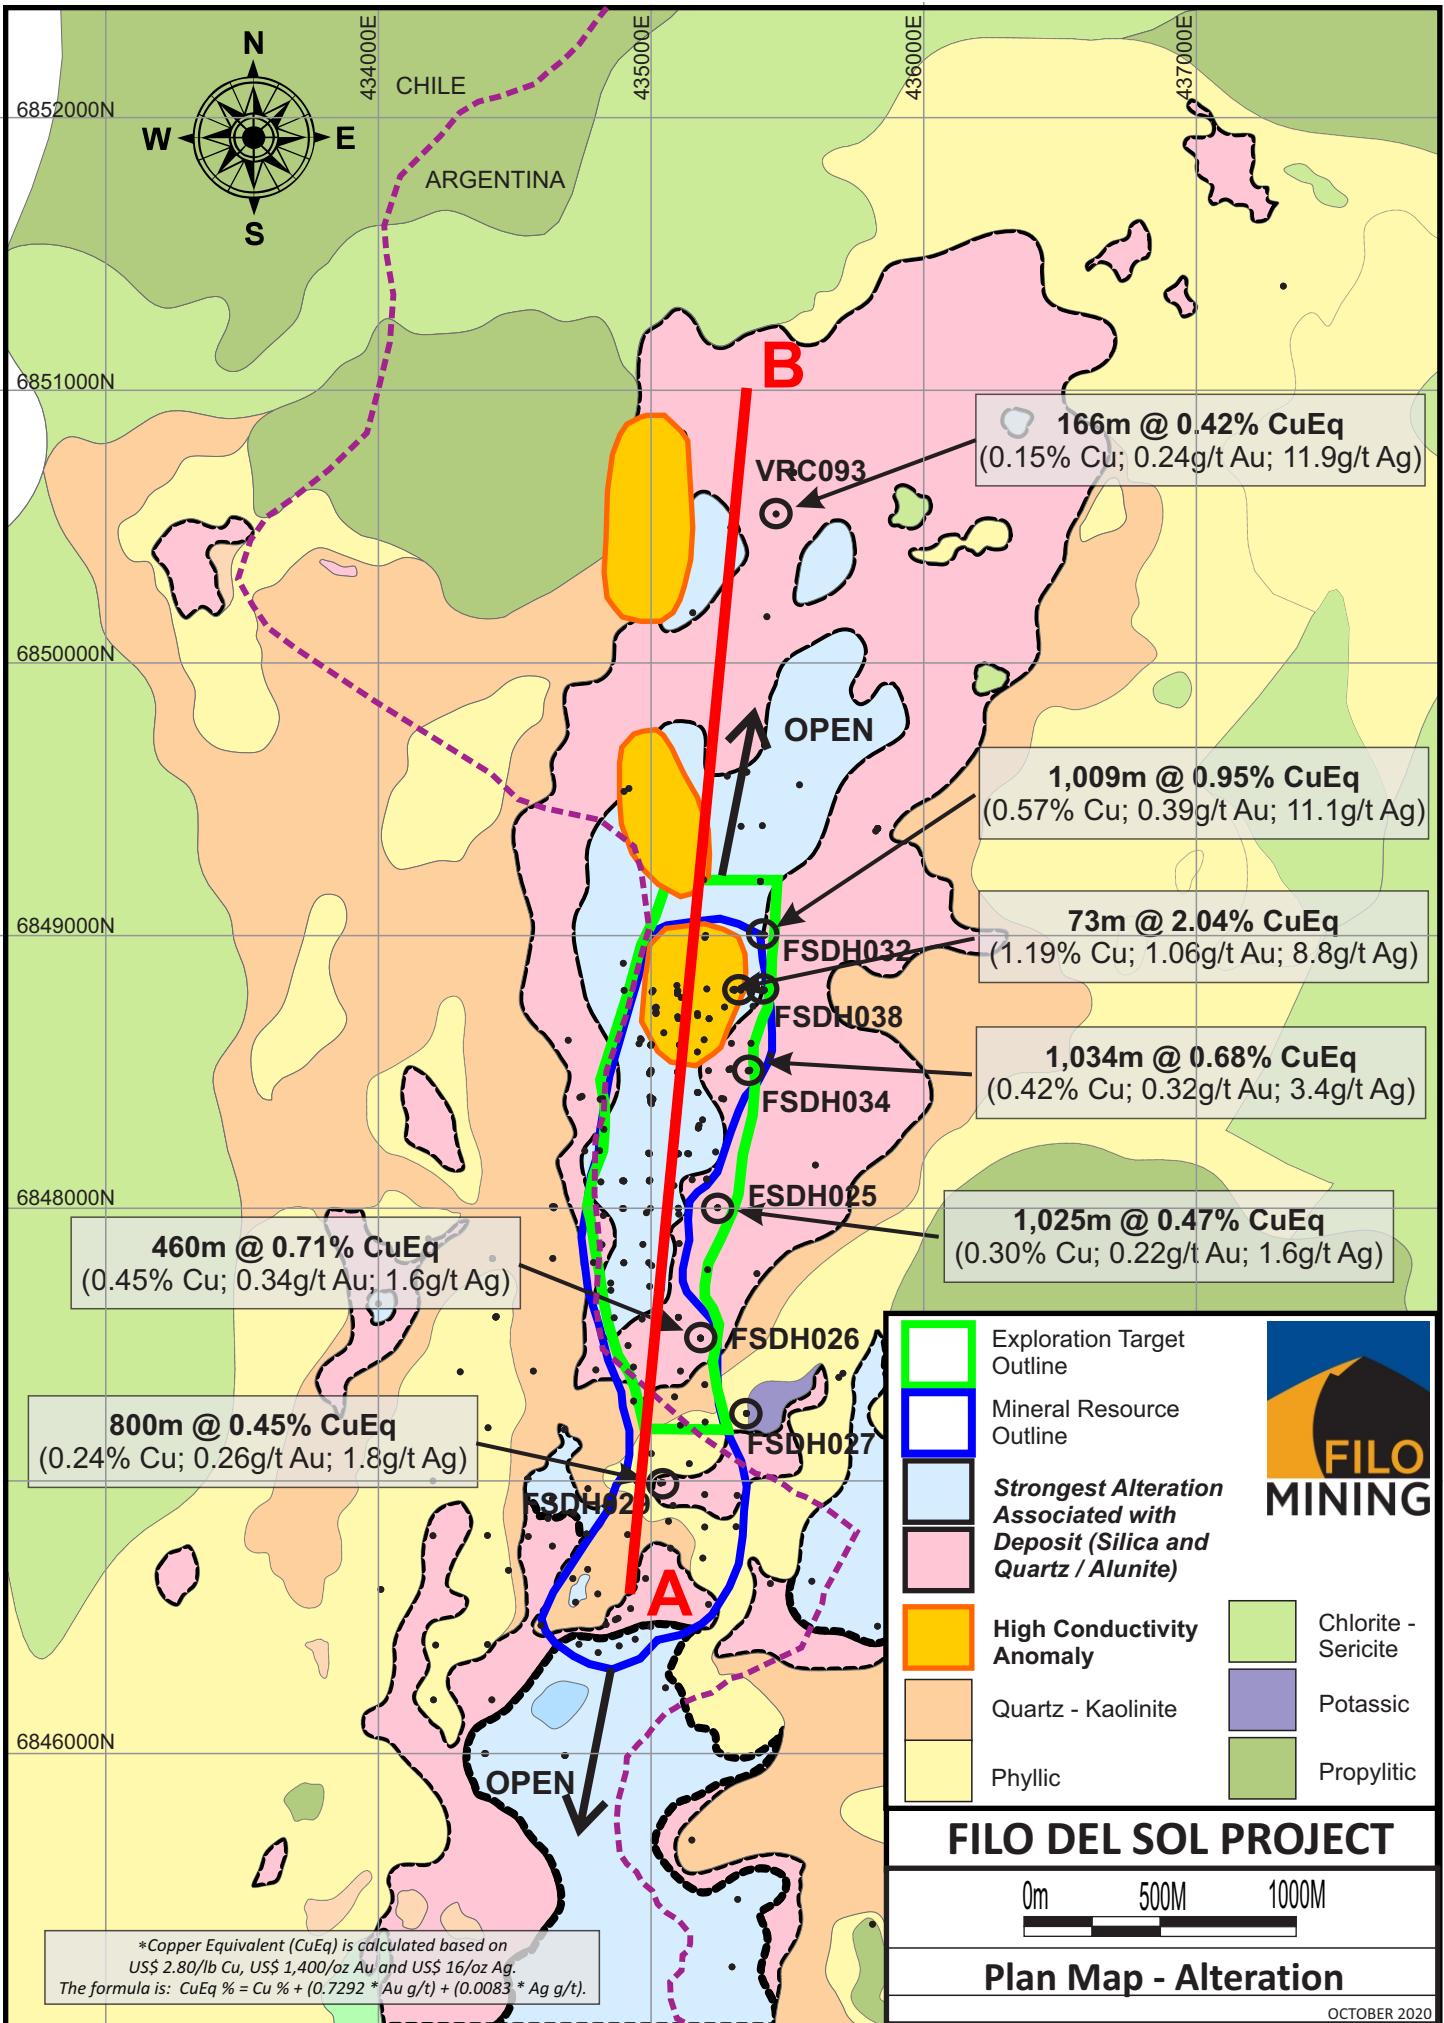 434000E
435000E
436000E
437000E
N
W
E
S
CHILE
ARGENTINA
6852000N
6851000N
6850000N
6849000N
6848000N
6846000N
B
166m @ 0.42% CuEq
(0.15% Cu; 0.24g/t Au; 11.9g/t Ag)
VRC093
OPEN
1,009m @ 0.95% CuEq
(0.57% Cu; 0.39g/t Au; 11.1g/t Ag)
FSDH032
73m @ 2.04% CuEq
(1.19% Cu; 1.06g/t Au; 8.8g/t Ag)
FSDH038
1,034m @ 0.68% CuEq
(0.42% Cu; 0.32g/t Au; 3.4g/t Ag)
FSDH034
FSDH025
1,025m @ 0.47% CuEq
(0.30% Cu; 0.22g/t Au; 1.6g/t Ag)
460m @ 0.71% CuEq
(0.45% Cu; 0.34g/t Au; 1.6g/t Ag)
FSDH026
800m @ 0.45% CuEq
(0.24% Cu; 0.26g/t Au; 1.8g/t Ag)
FSDH027
FSDH029
A
OPEN
Exploration Target
Outline
Mineral Resource
Outline
Strongest Alteration
Associated with
Deposit (Silica and
Quartz / Alunite)
High Conductivity
Anomaly
Quartz - Kaolinite
Phyllic
Chlorite -
Sericite
Potassic
Propylitic
FILO
MINING
FILO DEL SOL PROJECT
0m 500M 1000M
Plan Map - Alteration
OCTOBER 2020
*Copper Equivalent (CuEq) is calculated based on
US$ 2.80/lb Cu, US$ 1,400/oz Au and US$ 16/oz Ag.
The formula is: CuEq % = Cu % + (0.7292 * Au g/t) + (0.0083 * Ag g/t).